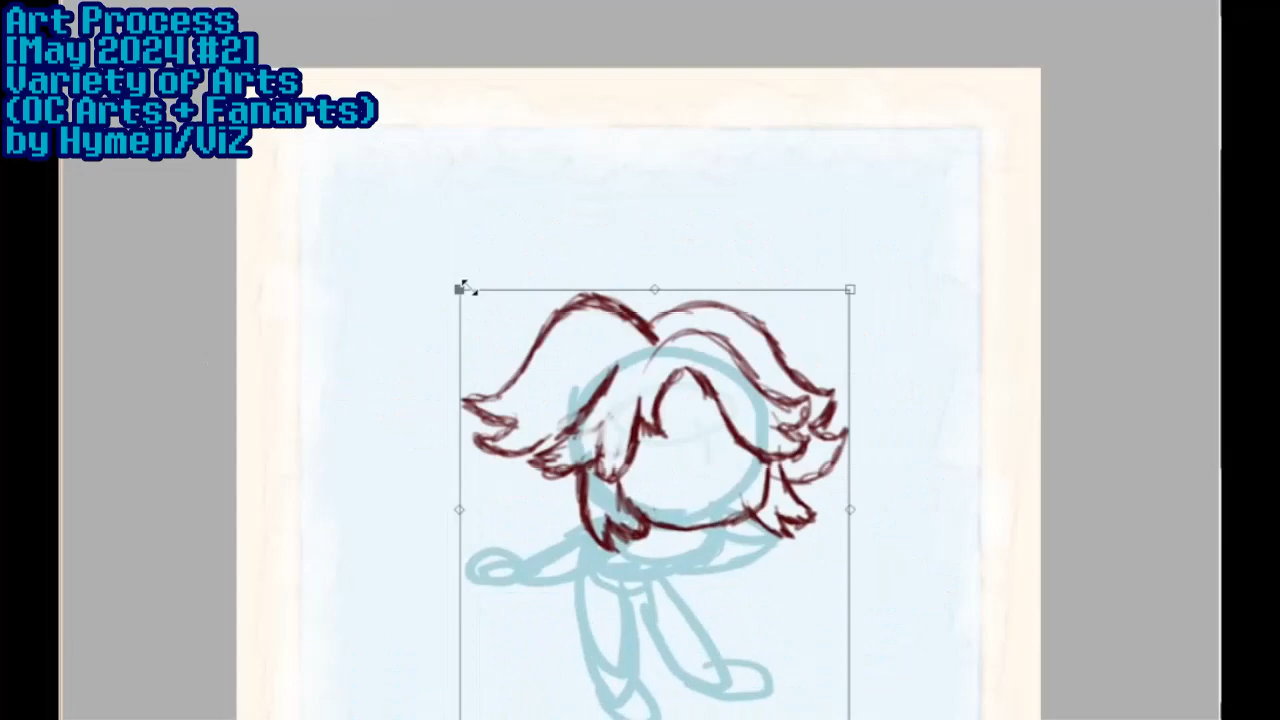 Art Process
[May 2024 #2]
Variety of Arts
(OC Arts + Fanarts)
by Hymeji/ViZ